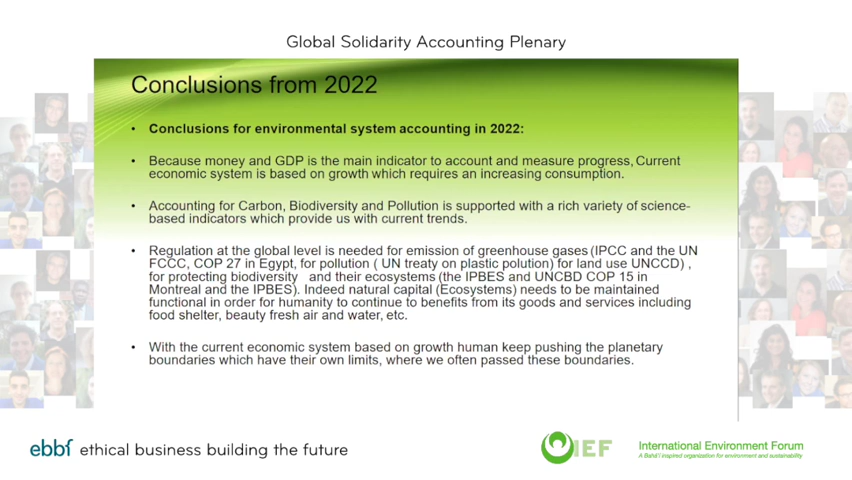 Global Solidarity Accounting Plenary
Conclusions from 2022
• Conclusions for environmental system accounting in 2022:
• Because money and GDP is the main indicator to account and measure progress, Current
economic system is based on growth which requires an increasing consumption.
• Accounting for Carbon, Biodiversity and Pollution is supported with a rich variety of science-
based indicators which provide us with current trends.
• Regulation at the global level is needed for emission of greenhouse gases (IPCC and the UN
FCCC, COP 27 in Egypt, for pollution ( UN treaty on plastic pollution) for land use UNCCD) ,
for protecting biodiversity and their ecosystems (the IPBES and UNCBD COP 15 in
Montreal and the IPBES). Indeed natural capital (Ecosystems) needs to be maintained
functional in order for humanity to continue to benefits from its goods and services including
food shelter, beauty fresh air and water, etc.
• With the current economic system based on growth human keep pushing the planetary
boundaries which have their own limits, where we often passed these boundaries.
ebbf ethical business building the future
IEF
International Environment Forum
A Bahá'í inspired organization for environment and sustainability